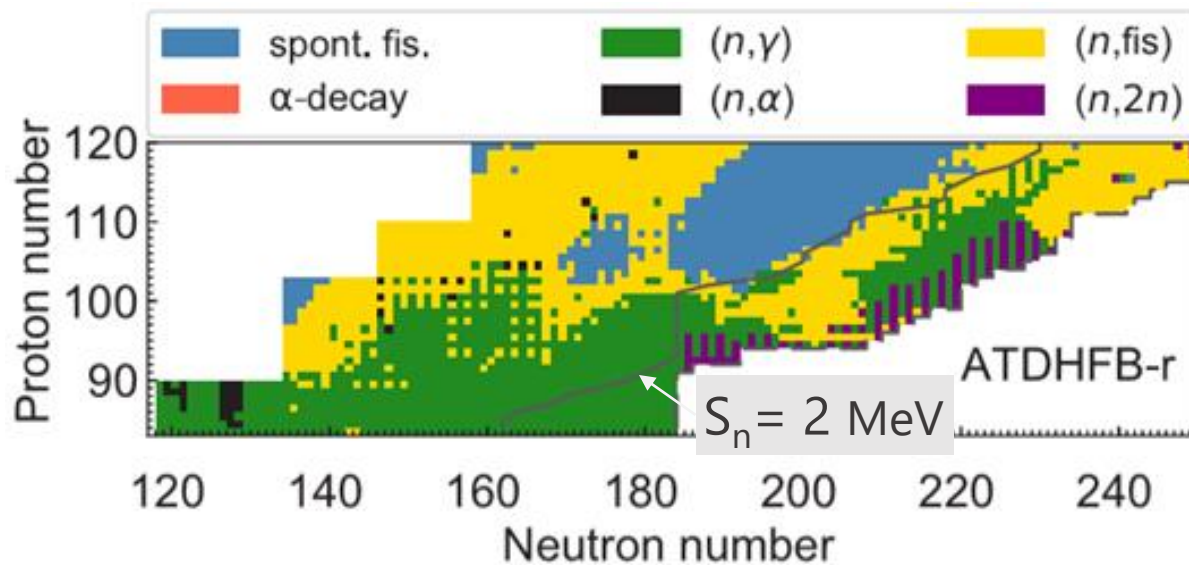 spont. fis.
(n,γ)
(n,fis)
α-decay
(n,α)
(n,2n)
Proton number
120
110
100
90
ATDHFB-r
Sₙ= 2 MeV
120 140 160 180 200 220 240
Neutron number